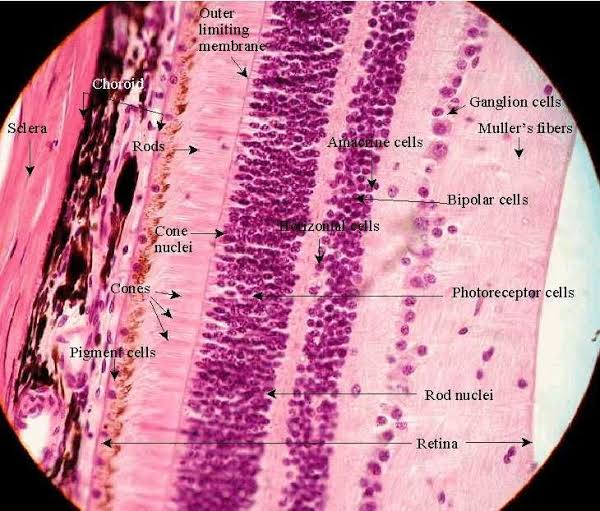 Outer
limiting
membrane
Choroid
Ganglion cells
Sclera
Muller's fibers
Rods
Amacrine cells
Bipolar cells
Cone
nuclei
Horizontal cells
Cones
Photoreceptor cells
Pigment cells
Rod nuclei
Retina